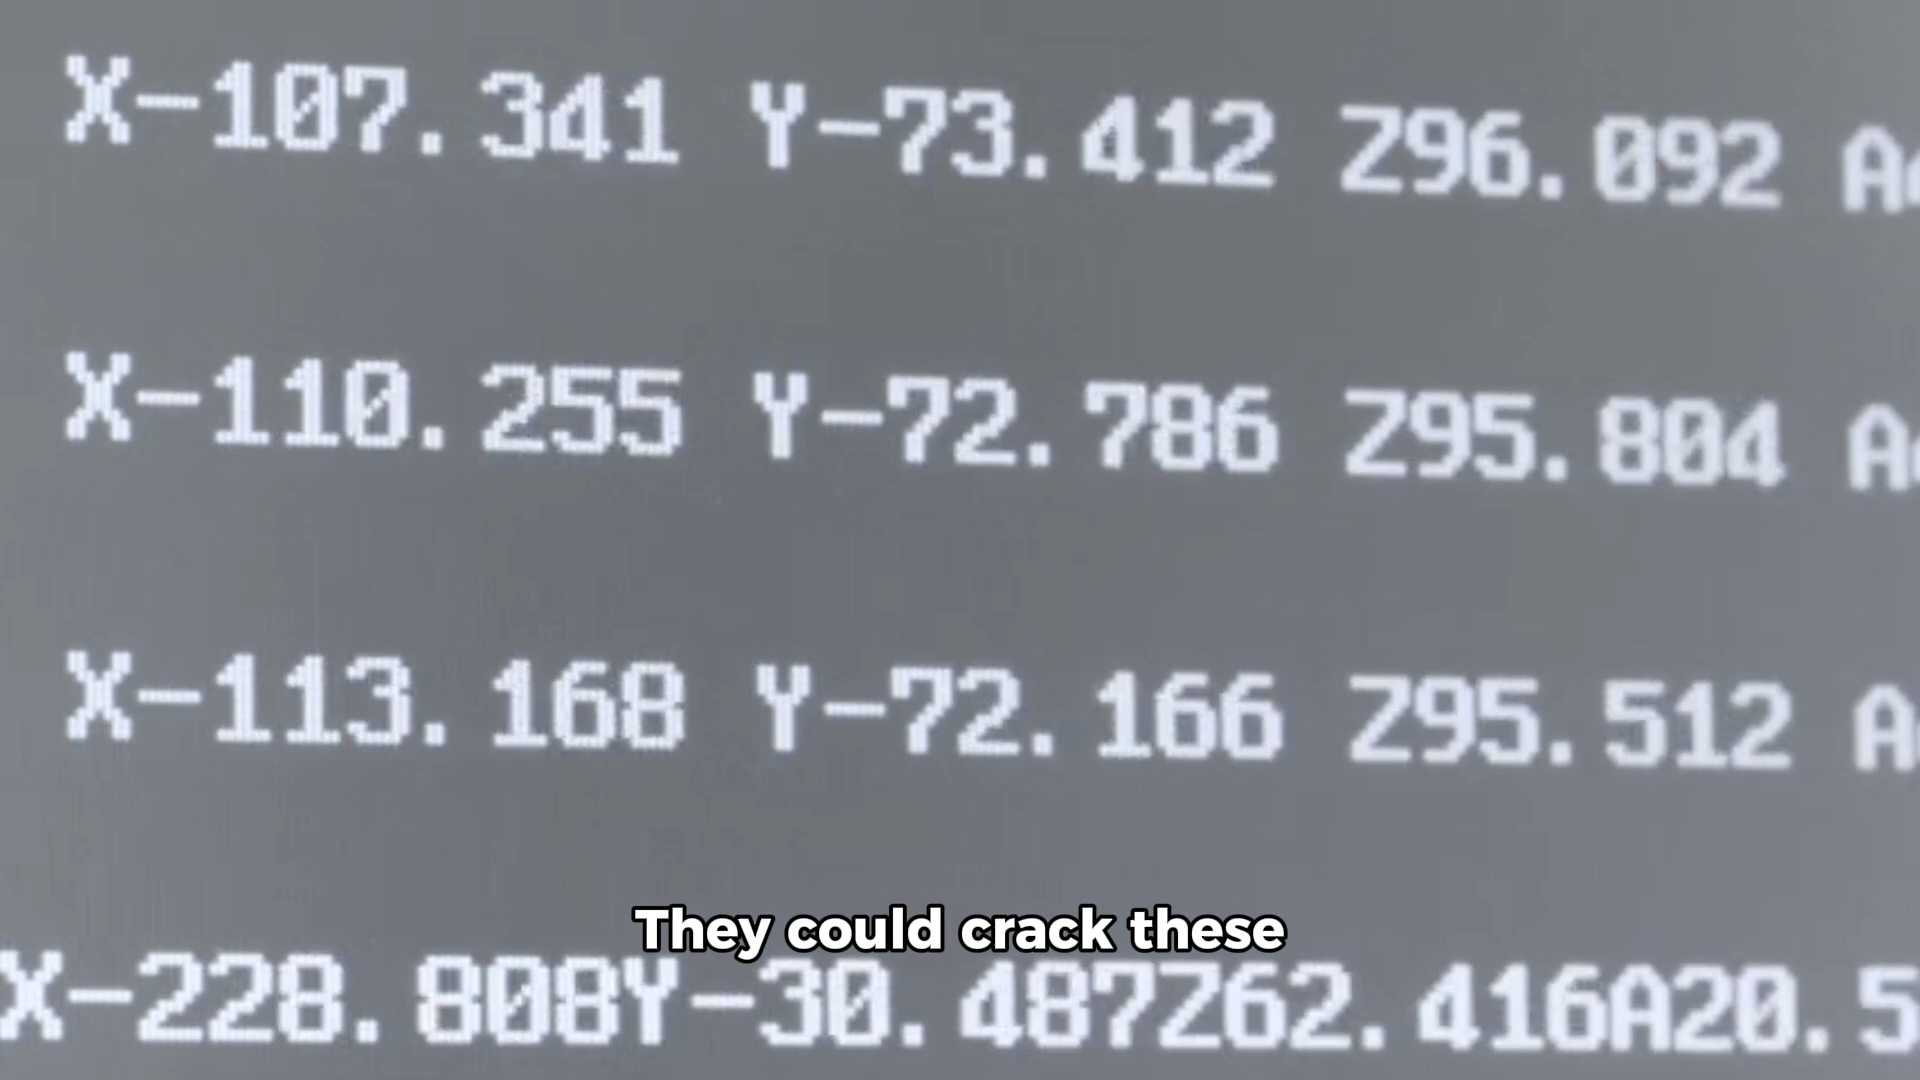 X-107.341 Y-73.412 Z96.092 A
X-110.255 Y-72.786 Z95.804 A
X-113.168 Y-72.166 Z95.512 A
They could crack these
X-228.808Y-30.487Z62.416A20.5